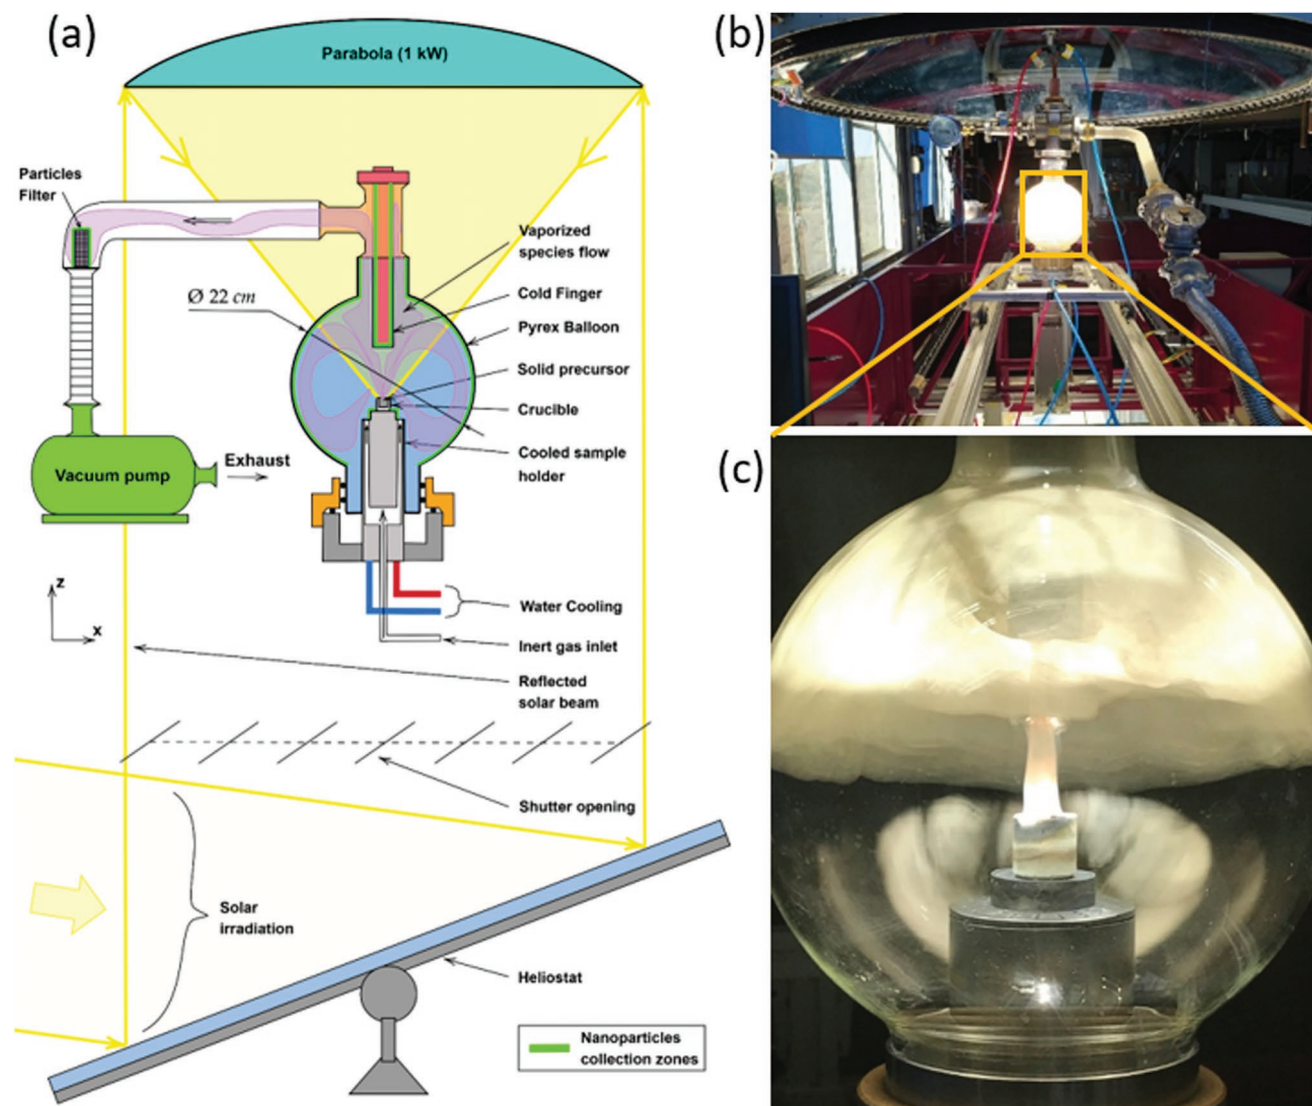 (a)
Parabola (1 kW)
Particles
Filter
Vaporized
species flow
Ø 22 cm
Cold Finger
Pyrex Balloon
Solid precursor
Crucible
Cooled sample
holder
Vacuum pump
Exhaust
z
x
Water Cooling
Inert gas inlet
Reflected
solar beam
Shutter opening
Solar
irradiation
Heliostat
Nanoparticles
collection zones
(b)
(c)